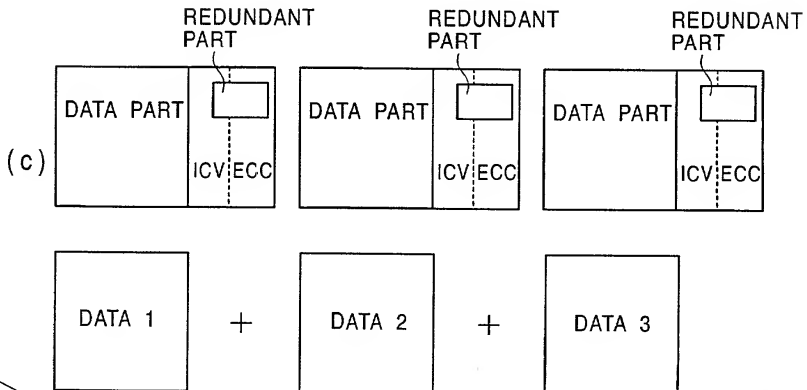 REDUNDANT PART REDUNDANT PART REDUNDANT PART
(c)
DATA PART DATA PART DATA PART
ICV ECC ICV ECC ICV ECC
DATA 1 + DATA 2 + DATA 3